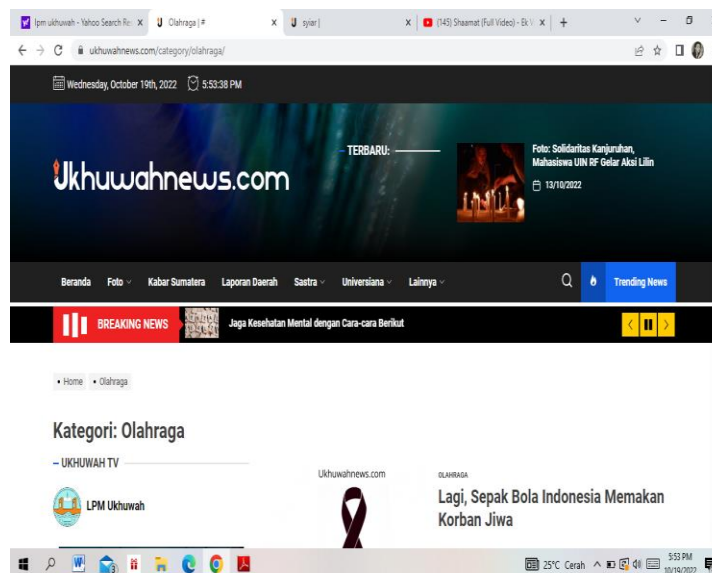 lpm ukhuwah - Yahoo Search Re
Olahraga | #
syiar |
(145) Shaamat (Full Video) - Ek V
ukhuwahnews.com/category/olahraga/
Wednesday, October 19th, 2022 5:53:38 PM
Ukhuwahnews.com
- TERBARU:
Foto: Solidaritas Kanjuruhan,
Mahasiswa UIN RF Gelar Aksi Lilin
13/10/2022
Beranda Foto Kabar Sumatera Laporan Daerah Sastra Universiana Lainnya Trending News
BREAKING NEWS Jaga Kesehatan Mental dengan Cara-cara Berikut
• Home • Olahraga
Kategori: Olahraga
– UKHUWAH TV
LPM Ukhuwah
Ukhuwahnews.com
OLAHRAGA
Lagi, Sepak Bola Indonesia Memakan
Korban Jiwa
25°C Cerah
5:53 PM
10/19/2022